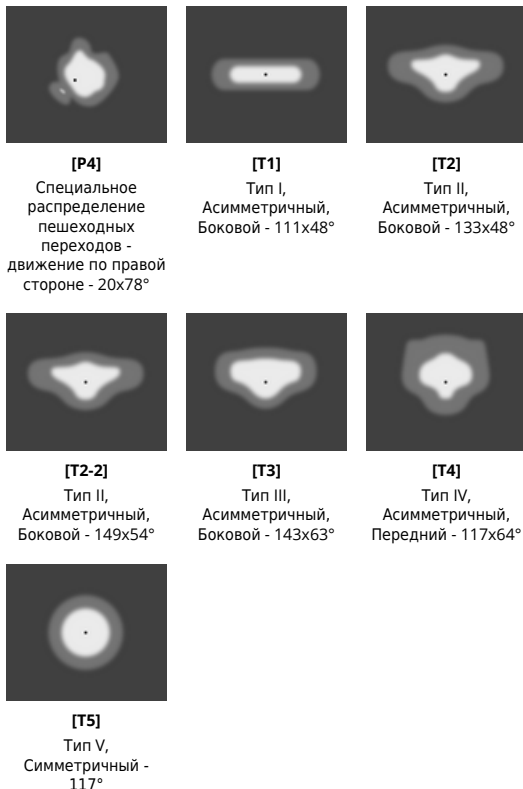 [P4]
Специальное
распределение
пешеходных
переходов -
движение по правой
стороне - 20x78°
[T1]
Тип I,
Асимметричный,
Боковой - 111x48°
[T2]
Тип II,
Асимметричный,
Боковой - 133x48°
[T2-2]
Тип II,
Асимметричный,
Боковой - 149x54°
[T3]
Тип III,
Асимметричный,
Боковой - 143x63°
[T4]
Тип IV,
Асимметричный,
Передний - 117x64°
[T5]
Тип V,
Симметричный -
117°